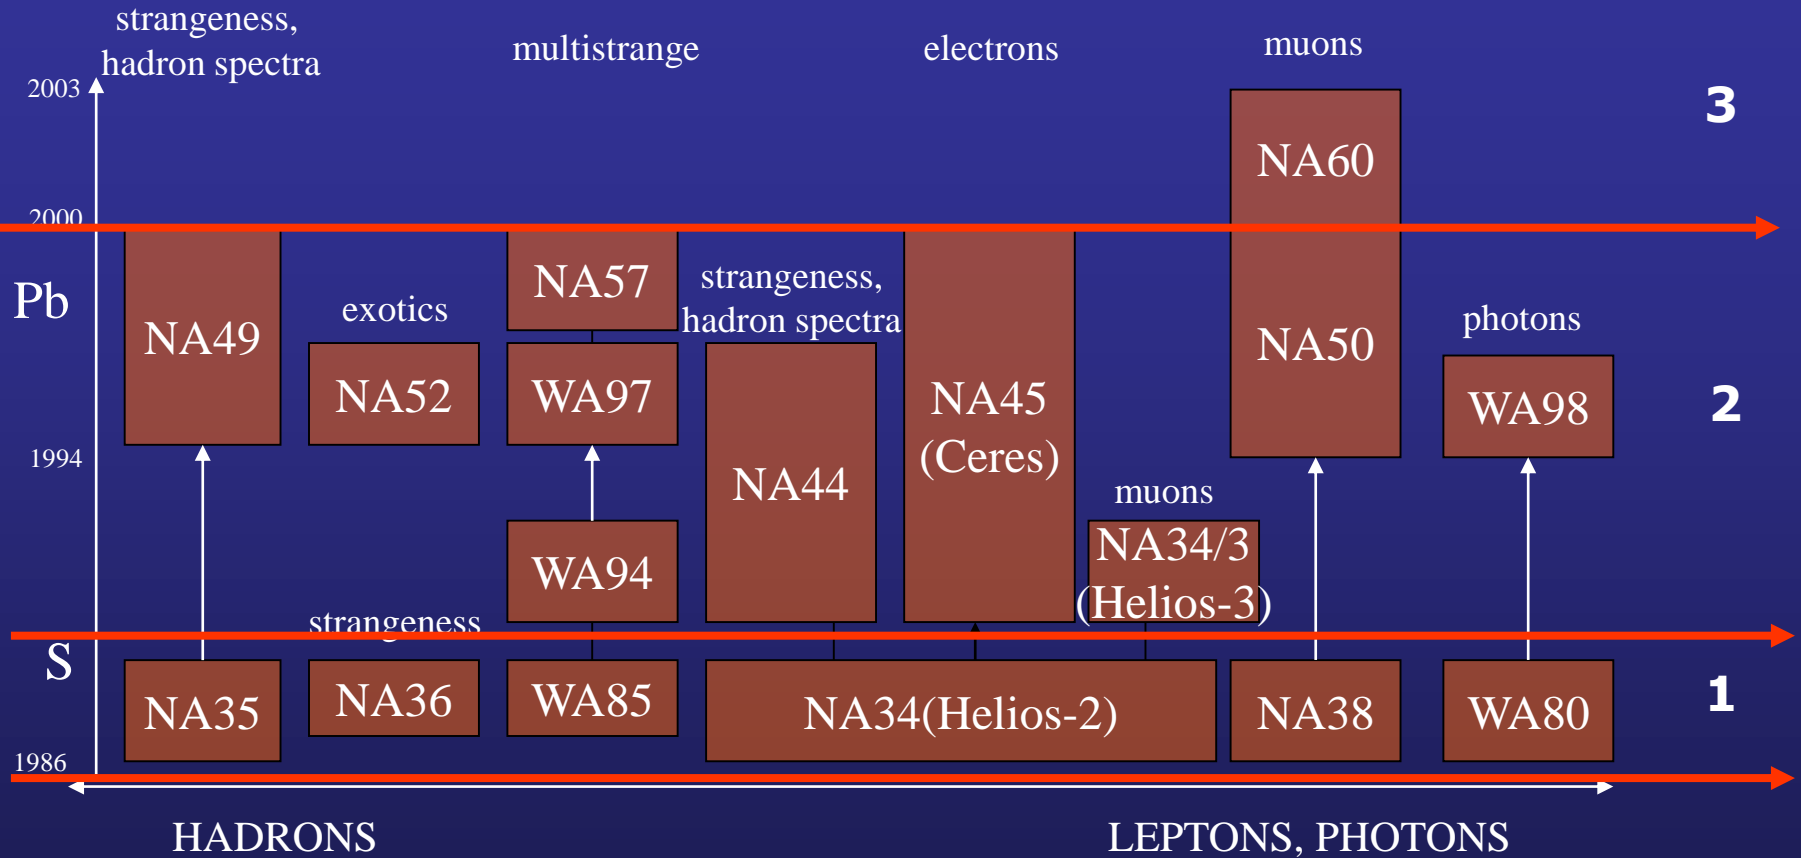 strangeness,
hadron spectra
multistrange
electrons
muons
2003
3
NA60
2000
Pb
NA49
exotics
NA52
NA57
WA97
strangeness,
hadron spectra
NA44
NA45
(Ceres)
NA50
photons
WA98
2
1994
WA94
muons
NA34/3
(Helios-3)
strangeness
S
NA35
NA36
WA85
NA34(Helios-2)
NA38
WA80
1
1986
HADRONS
LEPTONS, PHOTONS